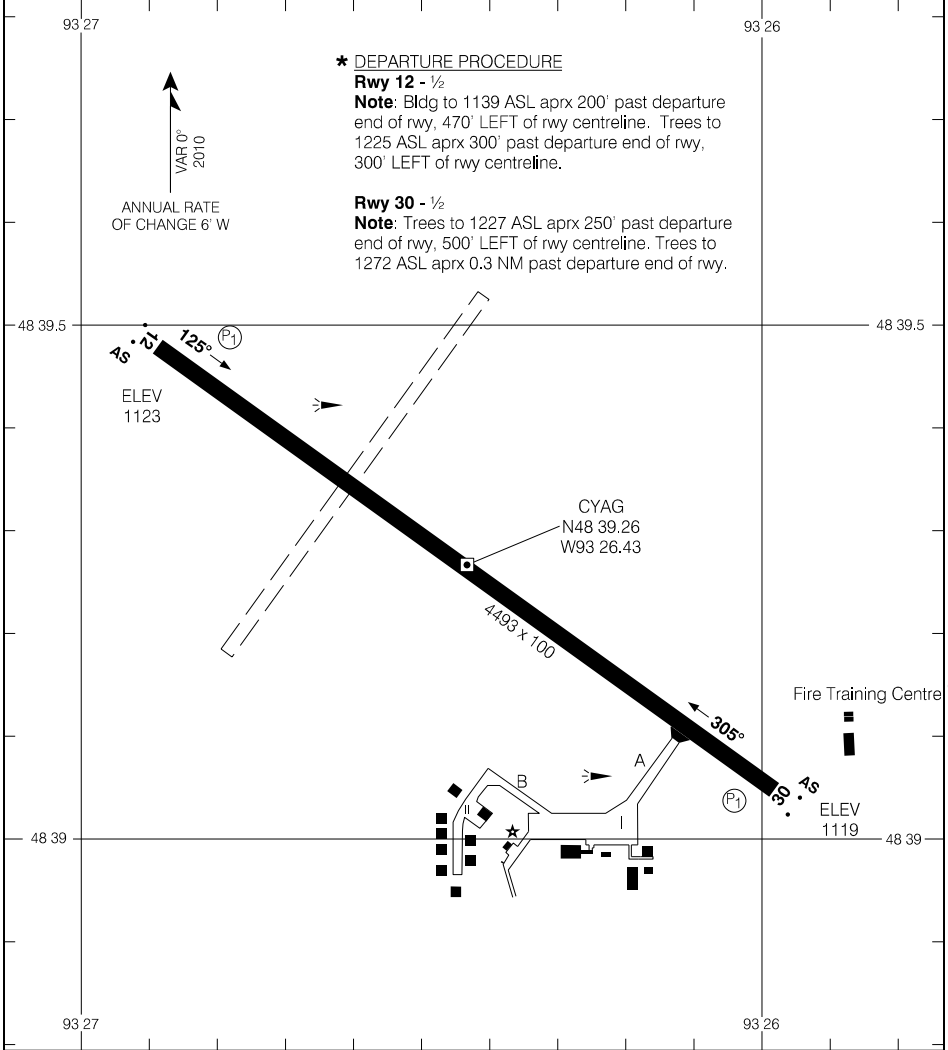 93 27
93 26
* DEPARTURE PROCEDURE
Rwy 12 - ½
Note: Bldg to 1139 ASL aprx 200' past departure
end of rwy, 470' LEFT of rwy centreline. Trees to
1225 ASL aprx 300' past departure end of rwy,
300' LEFT of rwy centreline.
VAR 0°
2010
ANNUAL RATE
OF CHANGE 6' W
Rwy 30 - ½
Note: Trees to 1227 ASL aprx 250' past departure
end of rwy, 500' LEFT of rwy centreline. Trees to
1272 ASL aprx 0.3 NM past departure end of rwy.
48 39.5
48 39.5
12
125°
P1
AS
ELEV
1123
CYAG
N48 39.26
W93 26.43
4493 x 100
Fire Training Centre
305°
A
B
AS
P1
30
II
I
ELEV
1119
48 39
48 39
93 27
93 26